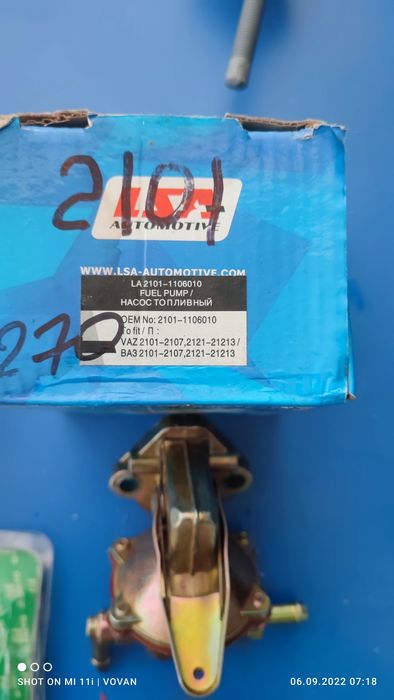 2101
LSA
AUTOMOTIVE
WWW.LSA-AUTOMOTIVE.COM
LA 2101-1106010
FUEL PUMP /
НАСОС ТОПЛИВНЫЙ
OEM No: 2101-1106010
To fit / П :
VAZ 2101-2107,2121-21213 /
ВАЗ 2101-2107,2121-21213
270
SHOT ON MI 11i | VOVAN
06.09.2022 07:18